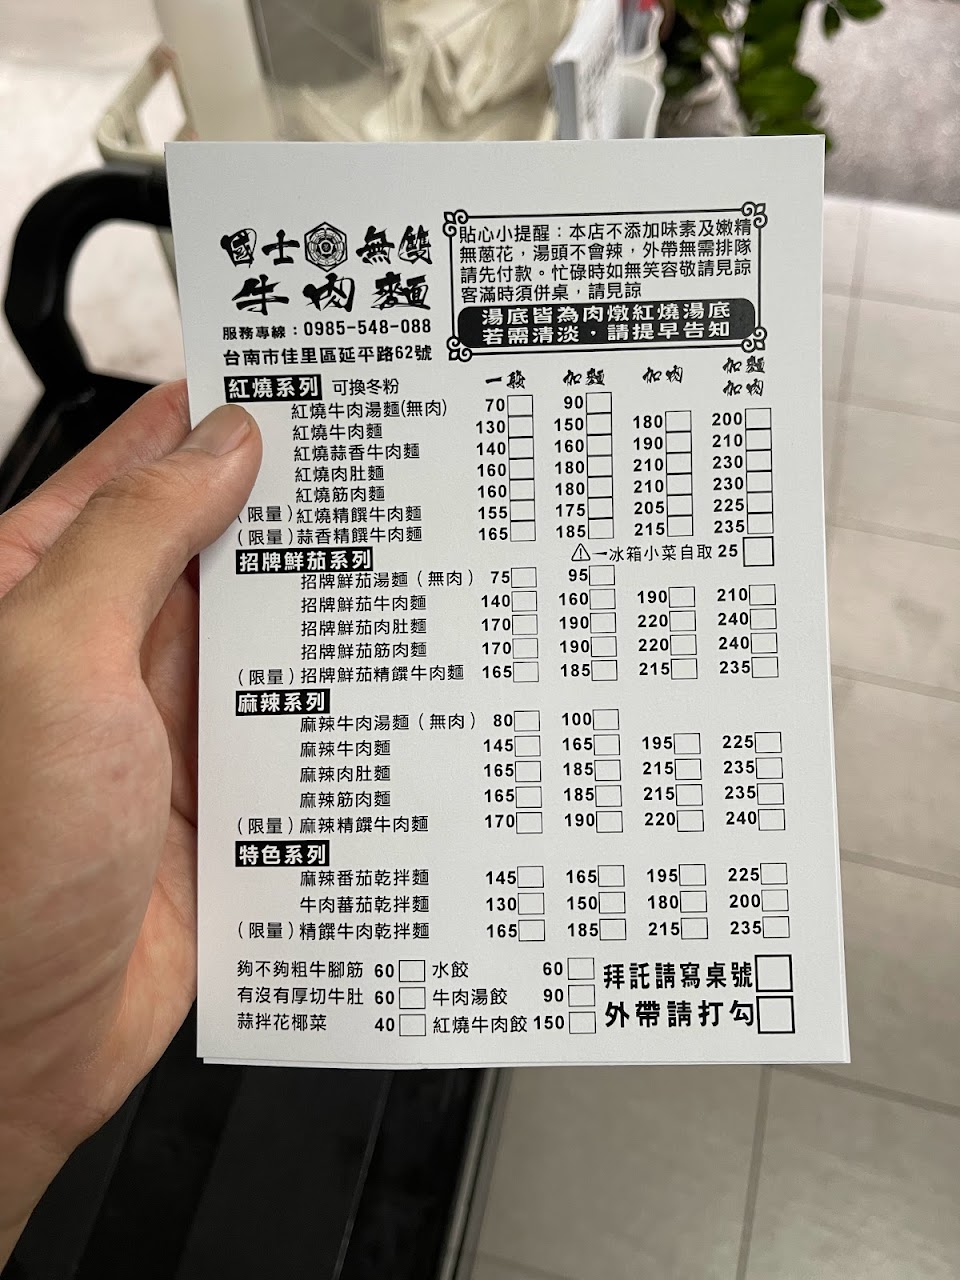 國士無雙
牛肉麵
服務專線：0985-548-088
台南市佳里區延平路62號
貼心小提醒：本店不添加味素及嫩精
無蔥花，湯頭不會辣，外帶無需排隊
請先付款。忙碌時如無笑容敬請見諒
客滿時須併桌，請見諒
湯底皆為肉燉紅燒湯底
若需清淡，請提早告知
紅燒系列 可換冬粉 一般 加麵 加肉 加麵加肉
紅燒牛肉湯麵(無肉) 70 90
紅燒牛肉麵 130 150 180 200
紅燒蒜香牛肉麵 140 160 190 210
紅燒肉肚麵 160 180 210 230
紅燒筋肉麵 160 180 210 230
(限量)紅燒精饌牛肉麵 155 175 205 225
(限量)蒜香精饌牛肉麵 165 185 215 235
招牌鮮茄系列 ⚠→冰箱小菜自取 25
招牌鮮茄湯麵(無肉) 75 95
招牌鮮茄牛肉麵 140 160 190 210
招牌鮮茄肉肚麵 170 190 220 240
招牌鮮茄筋肉麵 170 190 220 240
(限量)招牌鮮茄精饌牛肉麵 165 185 215 235
麻辣系列
麻辣牛肉湯麵(無肉) 80 100
麻辣牛肉麵 145 165 195 225
麻辣肉肚麵 165 185 215 235
麻辣筋肉麵 165 185 215 235
(限量)麻辣精饌牛肉麵 170 190 220 240
特色系列
麻辣番茄乾拌麵 145 165 195 225
牛肉蕃茄乾拌麵 130 150 180 200
(限量)精饌牛肉乾拌麵 165 185 215 235
夠不夠粗牛腳筋 60 水餃 60 拜託請寫桌號
有沒有厚切牛肚 60 牛肉湯餃 90
蒜拌花椰菜 40 紅燒牛肉餃 150 外帶請打勾